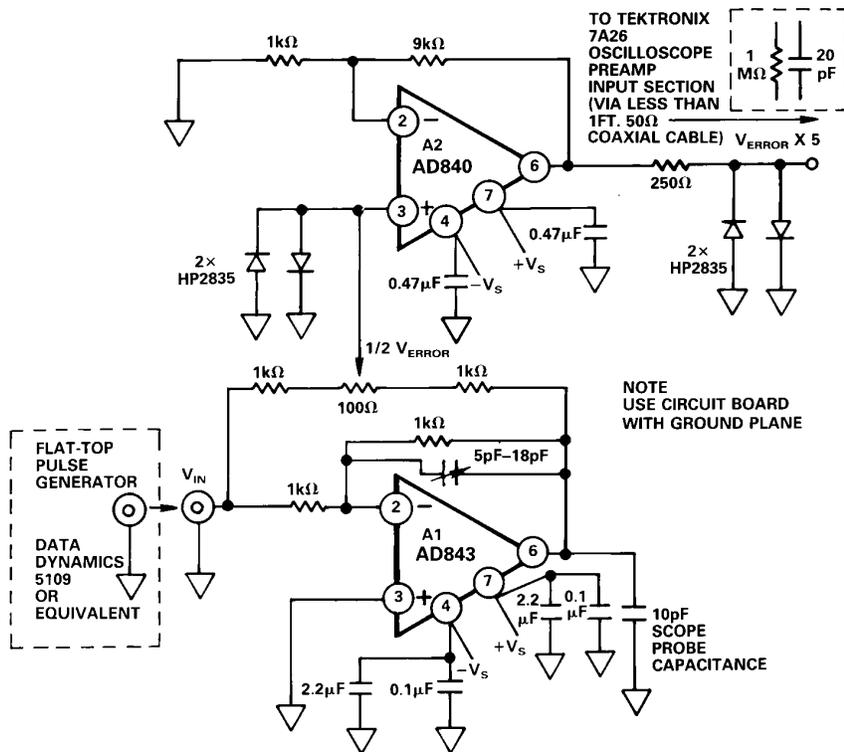 1kΩ
9kΩ
TO TEKTRONIX
7A26
OSCILLOSCOPE
PREAMP
INPUT SECTION
(VIA LESS THAN
1FT. 50Ω
COAXIAL CABLE)
1
MΩ
20
pF
V_ERROR X 5
2
−
A2
AD840
6
7
3
+
4
250Ω
0.47µF
+V_S
0.47µF
−V_S
2×
HP2835
2×
HP2835
1/2 V_ERROR
1kΩ
100Ω
1kΩ
NOTE
USE CIRCUIT BOARD
WITH GROUND PLANE
1kΩ
5pF–18pF
FLAT-TOP
PULSE
GENERATOR
V_IN
1kΩ
2
−
A1
AD843
6
7
3
+
4
DATA
DYNAMICS
5109
OR
EQUIVALENT
2.2
µF
0.1
µF
+V_S
−V_S
10pF
SCOPE
PROBE
CAPACITANCE
2.2µF
0.1µF